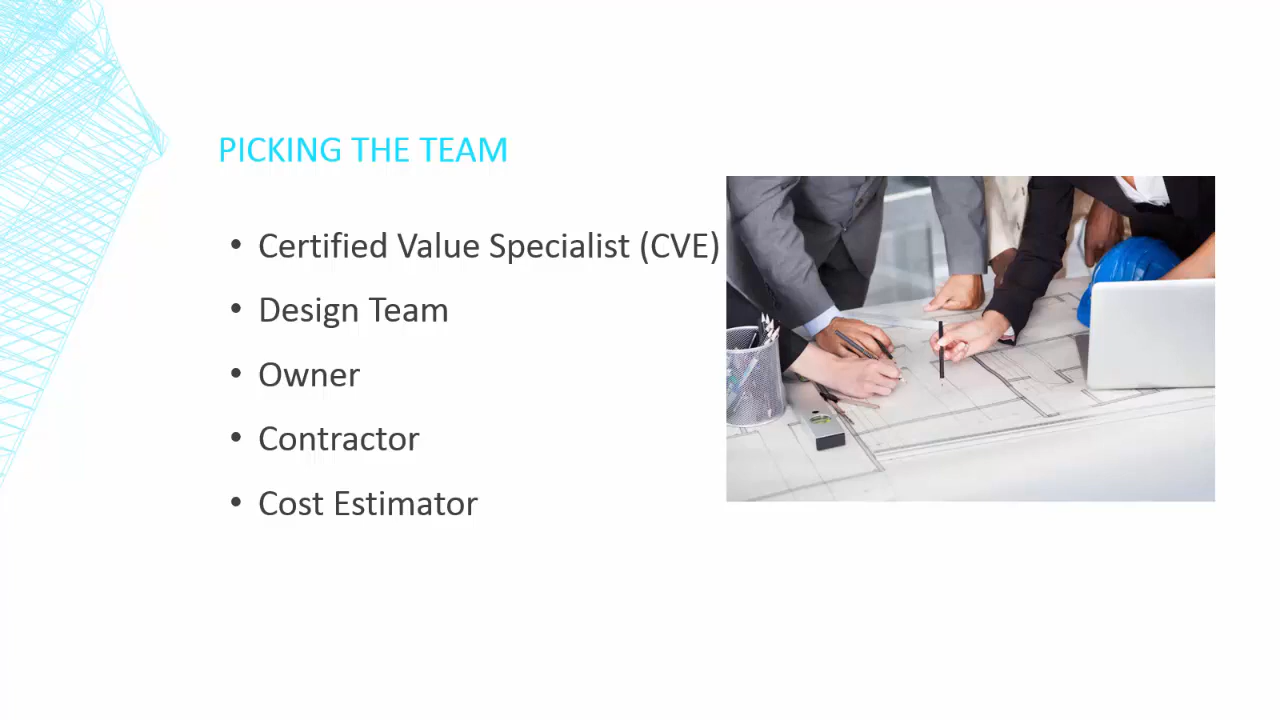 PICKING THE TEAM
• Certified Value Specialist (CVE)
• Design Team
• Owner
• Contractor
• Cost Estimator